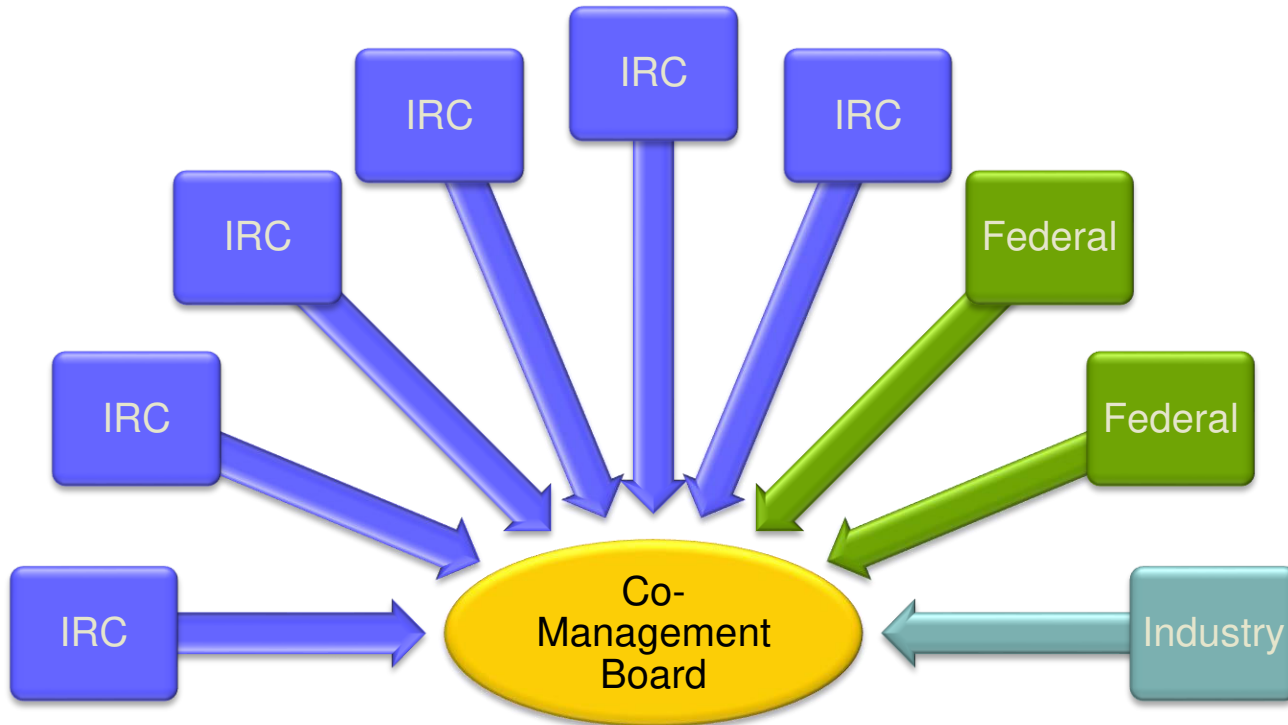 IRC
IRC
IRC
IRC
IRC
IRC
Federal
Federal
Industry
Co-
Management
Board